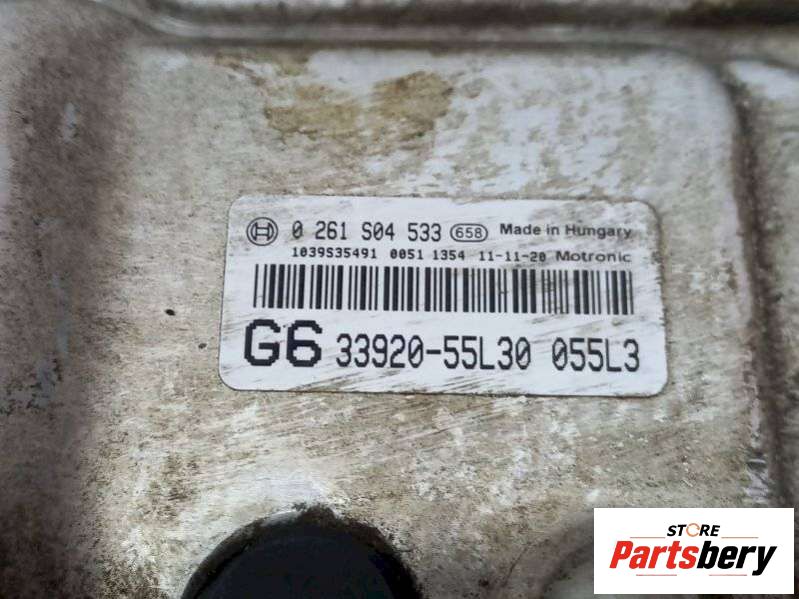 0 261 S04 533 658 Made in Hungary
1039S35491 0051 1354 11-11-20 Motronic
G6 33920-55L30 055L3
STORE
Partsbery